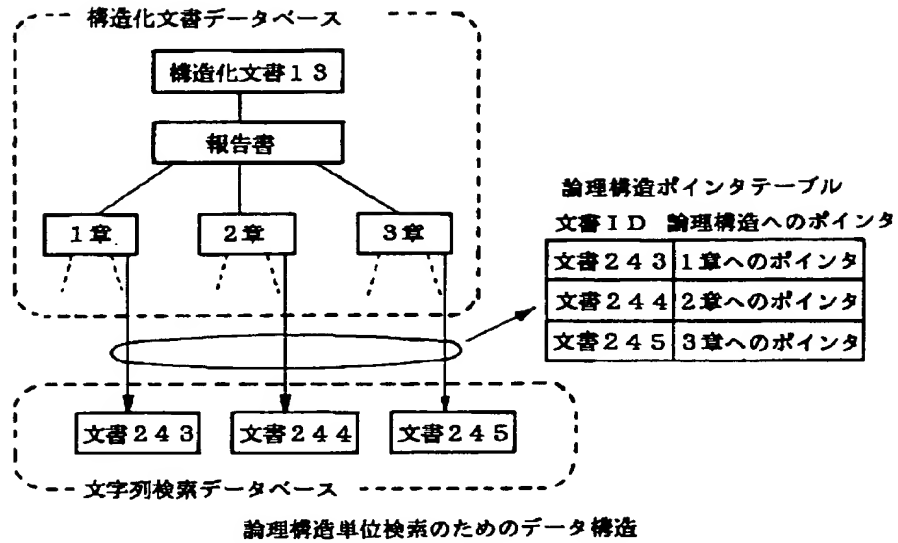 構造化文書データベース
構造化文書13
報告書
1章
2章
3章
論理構造ポインタテーブル
文書ID 論理構造へのポインタ
文書243 1章へのポインタ
文書244 2章へのポインタ
文書245 3章へのポインタ
文書243
文書244
文書245
文字列検索データベース
論理構造単位検索のためのデータ構造